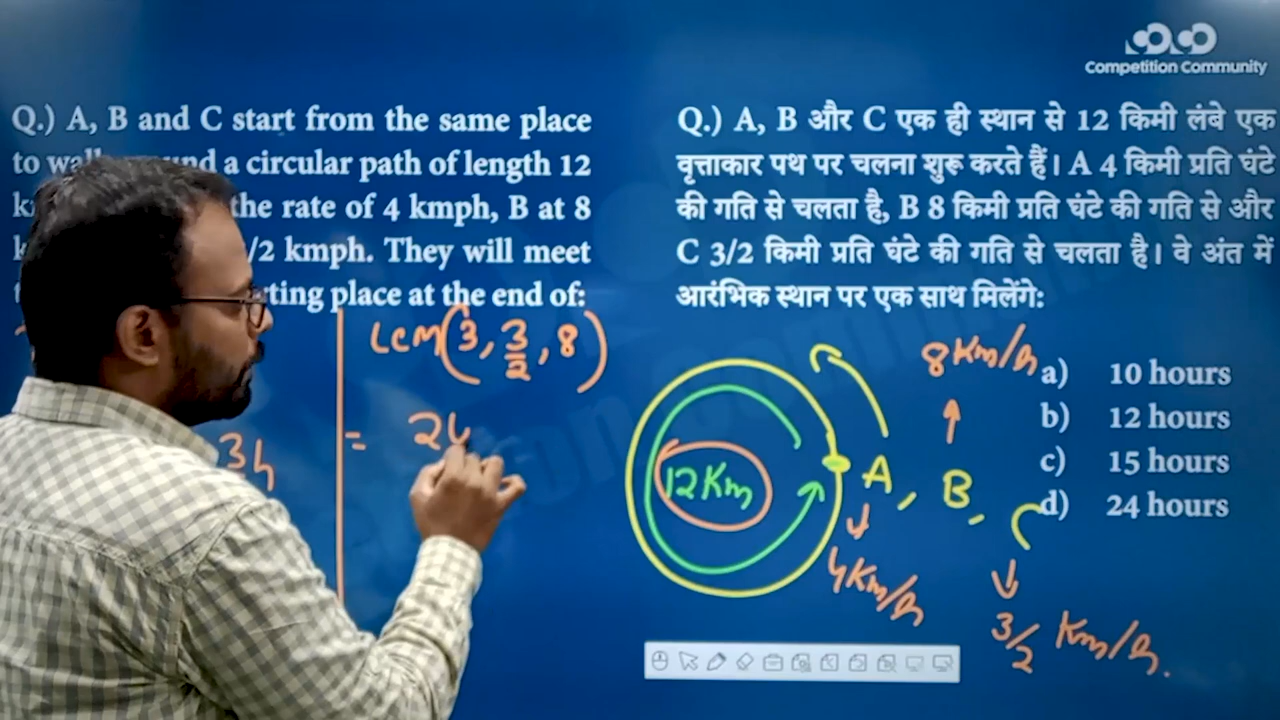 Competition Community
Q.) A, B and C start from the same place
a circular path of length 12
the rate of 4 kmph, B at 8
/2 kmph. They will meet
place at the end of:
Q.) A, B और C एक ही स्थान से 12 किमी लंबे एक
वृत्ताकार पथ पर चलना शुरू करते हैं। A 4 किमी प्रति घंटे
की गति से चलता है, B 8 किमी प्रति घंटे की गति से और
C 3/2 किमी प्रति घंटे की गति से चलता है। वे अंत में
आरंभिक स्थान पर एक साथ मिलेंगे:
a) 10 hours
b) 12 hours
c) 15 hours
d) 24 hours
LCM(3, 3/2, 8)
= 24
3h
12 Km
A, B, C
8 Km/h
4 Km/h
3/2 Km/h.